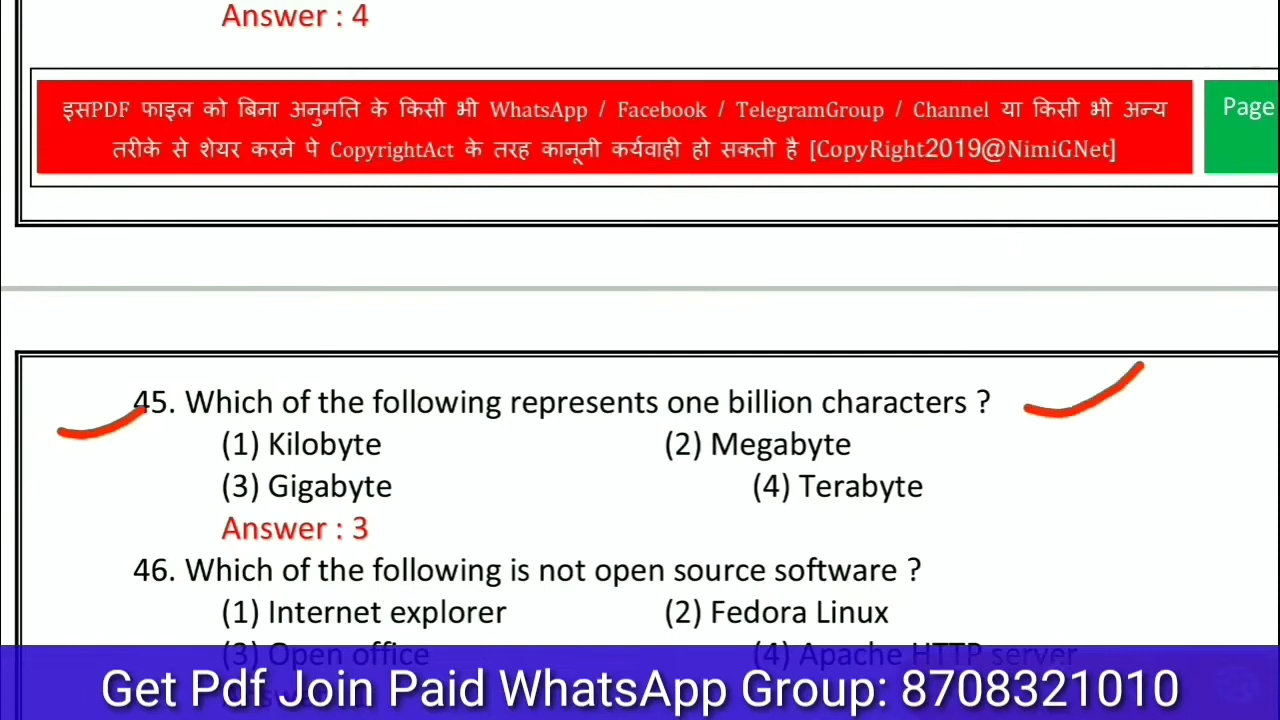 Answer : 4
इसPDF फाइल को बिना अनुमति के किसी भी WhatsApp / Facebook / TelegramGroup / Channel या किसी भी अन्य
तरीके से शेयर करने पे CopyrightAct के तरह कानूनी कर्यवाही हो सकती है [CopyRight2019@NimiGNet]
Page
45. Which of the following represents one billion characters ?
(1) Kilobyte (2) Megabyte
(3) Gigabyte (4) Terabyte
Answer : 3
46. Which of the following is not open source software ?
(1) Internet explorer (2) Fedora Linux
(3) Open office (4) Apache HTTP server
Get Pdf Join Paid WhatsApp Group: 8708321010